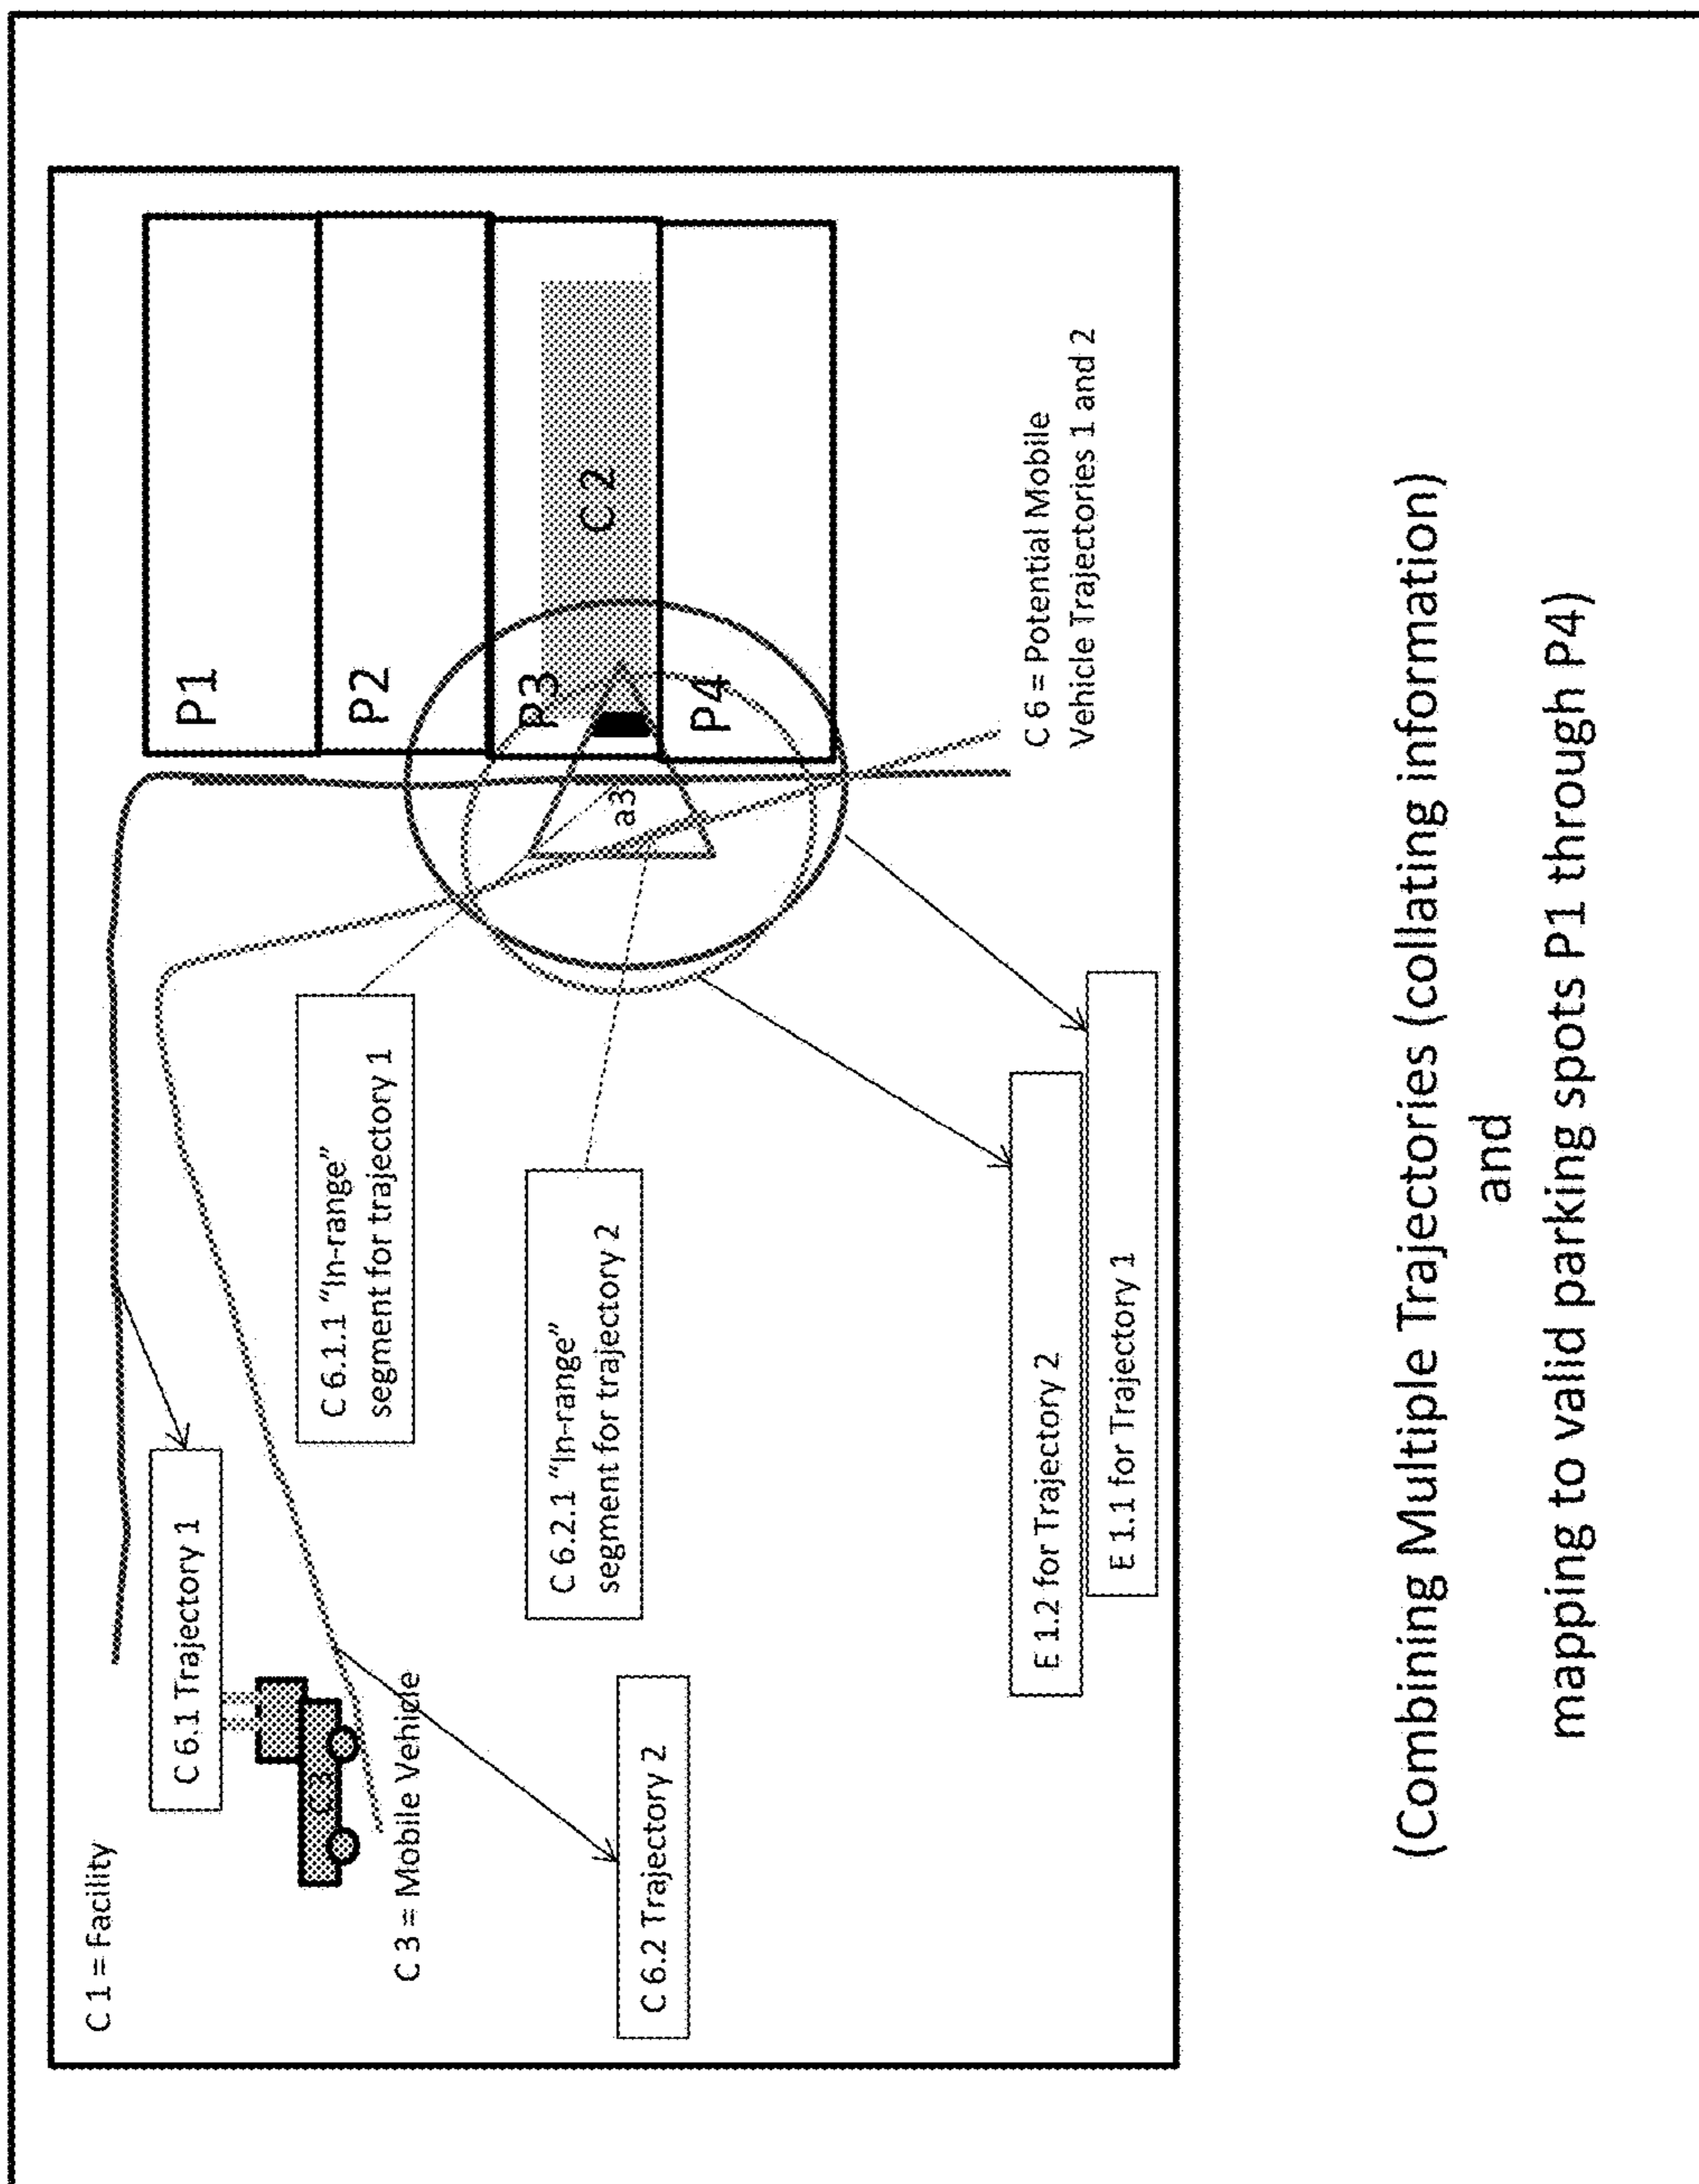 C 1 = Facility
C 6.1 Trajectory 1
C 3
C 3 = Mobile Vehicle
C 6.2 Trajectory 2
C 6.1.1 “In-range”
segment for trajectory 1
C 6.2.1 “In-range”
segment for trajectory 2
E 1.2 for Trajectory 2
E 1.1 for Trajectory 1
P1
P2
P3
P4
C 2
a3
C 6 = Potential Mobile
Vehicle Trajectories 1 and 2
(Combining Multiple Trajectories (collating information)
and
mapping to valid parking spots P1 through P4)